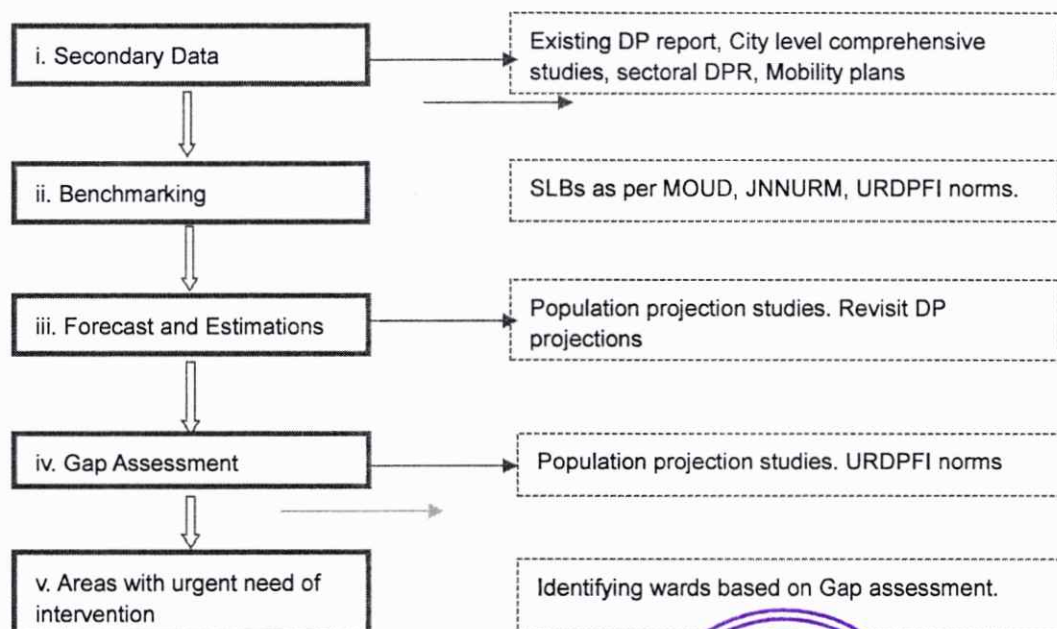 i. Secondary Data
Existing DP report, City level comprehensive
studies, sectoral DPR, Mobility plans
ii. Benchmarking
SLBs as per MOUD, JNNURM, URDPFI norms.
iii. Forecast and Estimations
Population projection studies. Revisit DP
projections
iv. Gap Assessment
Population projection studies. URDPFI norms
v. Areas with urgent need of
intervention
Identifying wards based on Gap assessment.